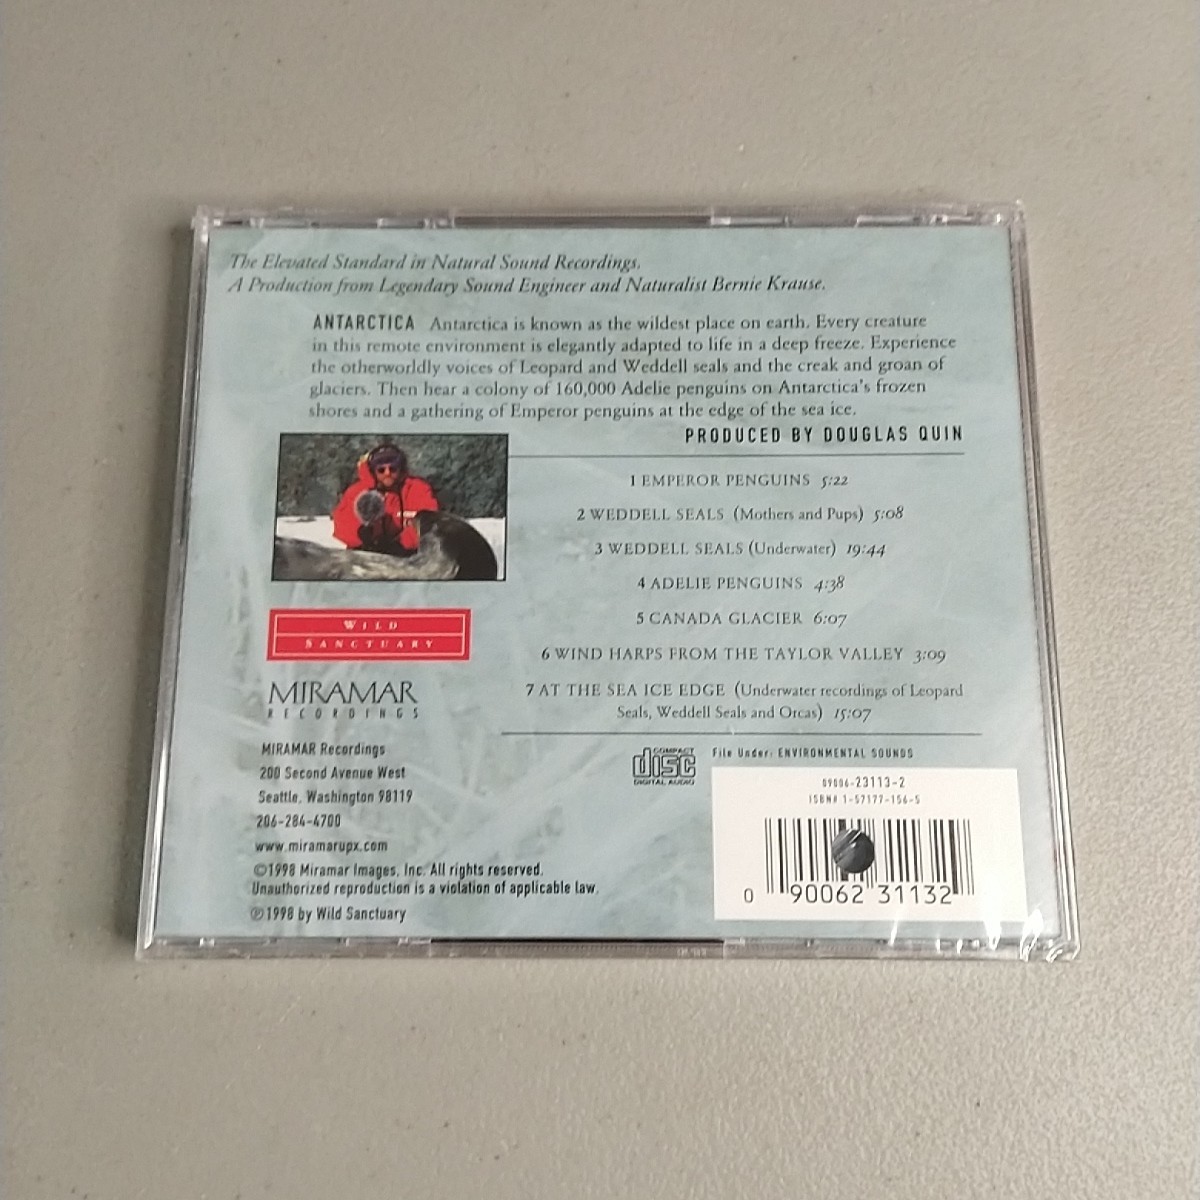 The Elevated Standard in Natural Sound Recordings.
A Production from Legendary Sound Engineer and Naturalist Bernie Krause.
ANTARCTICA Antarctica is known as the wildest place on earth. Every creature
in this remote environment is elegantly adapted to life in a deep freeze. Experience
the otherworldly voices of Leopard and Weddell seals and the creak and groan of
glaciers. Then hear a colony of 160,000 Adelie penguins on Antarctica's frozen
shores and a gathering of Emperor penguins at the edge of the sea ice.
PRODUCED BY DOUGLAS QUIN
1 EMPEROR PENGUINS 5:22
2 WEDDELL SEALS (Mothers and Pups) 5:08
3 WEDDELL SEALS (Underwater) 19:44
4 ADELIE PENGUINS 4:38
5 CANADA GLACIER 6:07
6 WIND HARPS FROM THE TAYLOR VALLEY 3:09
7 AT THE SEA ICE EDGE (Underwater recordings of Leopard
Seals, Weddell Seals and Orcas) 15:07
WILD
SANCTUARY
MIRAMAR
RECORDINGS
MIRAMAR Recordings
200 Second Avenue West
Seattle, Washington 98119
206-284-4700
www.miramarupx.com
©1998 Miramar Images, Inc. All rights reserved.
Unauthorized reproduction is a violation of applicable law.
℗1998 by Wild Sanctuary
COMPACT
disc
DIGITAL AUDIO
File Under: ENVIRONMENTAL SOUNDS
09006-23113-2
ISBN# 1-57177-156-5
0 90062 31132